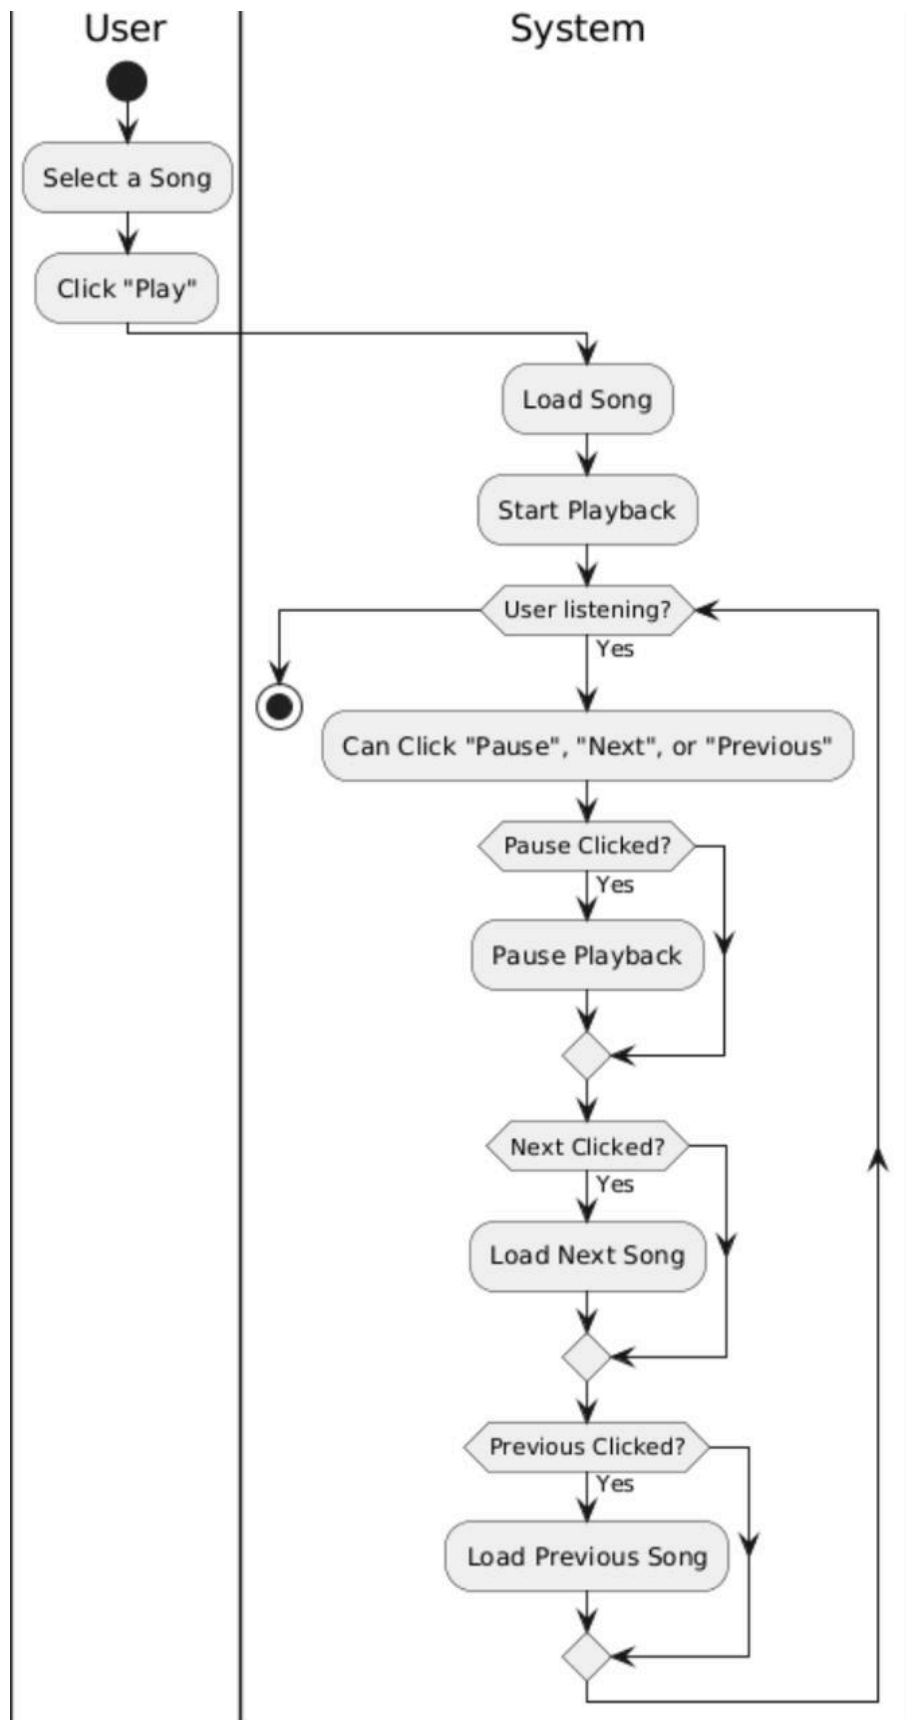 User
System
Select a Song
Click "Play"
Load Song
Start Playback
User listening?
Yes
Can Click "Pause", "Next", or "Previous"
Pause Clicked?
Yes
Pause Playback
Next Clicked?
Yes
Load Next Song
Previous Clicked?
Yes
Load Previous Song